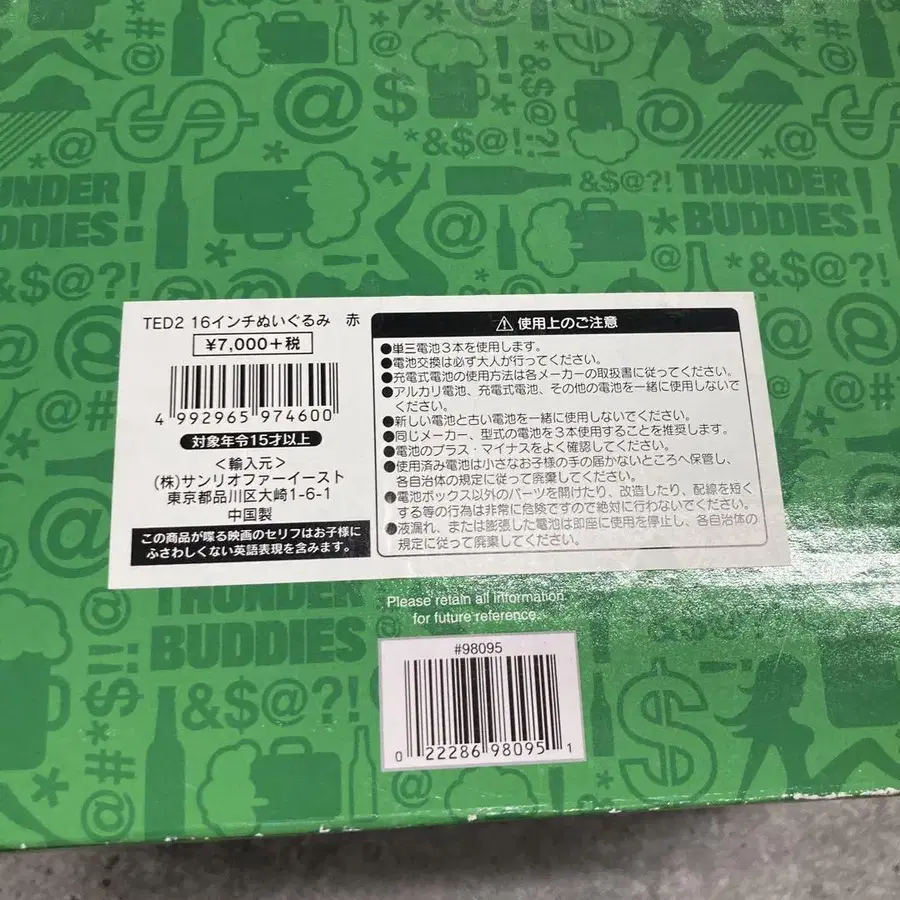 &$@?! THUNDER
BUDDIES!
THUNDER
BUDDIES!
&$@?!
&$@?!
TED2 16インチぬいぐるみ 赤
¥7,000+税
4 992965 974600
対象年令15才以上
<輸入元>
(株)サンリオファーイースト
東京都品川区大崎1-6-1
中国製
この商品が喋る映画のセリフはお子様に
ふさわしくない英語表現を含みます。
⚠使用上のご注意
●単三電池3本を使用します。
●電池交換は必ず大人が行ってください。
●充電式電池の使用方法は各メーカーの取扱書に従ってください。
●アルカリ電池、充電式電池、その他の電池を一緒に使用しないで
ください。
●新しい電池と古い電池を一緒に使用しないでください。
●同じメーカー、型式の電池を3本使用することを推奨します。
●電池のプラス・マイナスをよく確認してください。
●使用済み電池は小さなお子様の手の届かないところへ保管し、
各自治体の規定に従って廃棄してください。
●電池ボックス以外のパーツを開けたり、改造したり、配線を短く
する等の行為は非常に危険ですので絶対に行わないでください。
●液漏れ、または膨張した電池は即座に使用を停止し、各自治体の
規定に従って廃棄してください。
Please retain all information
for future reference.
THUNDER
BUDDIES
&$@?!
#98095
0 22286 98095 1